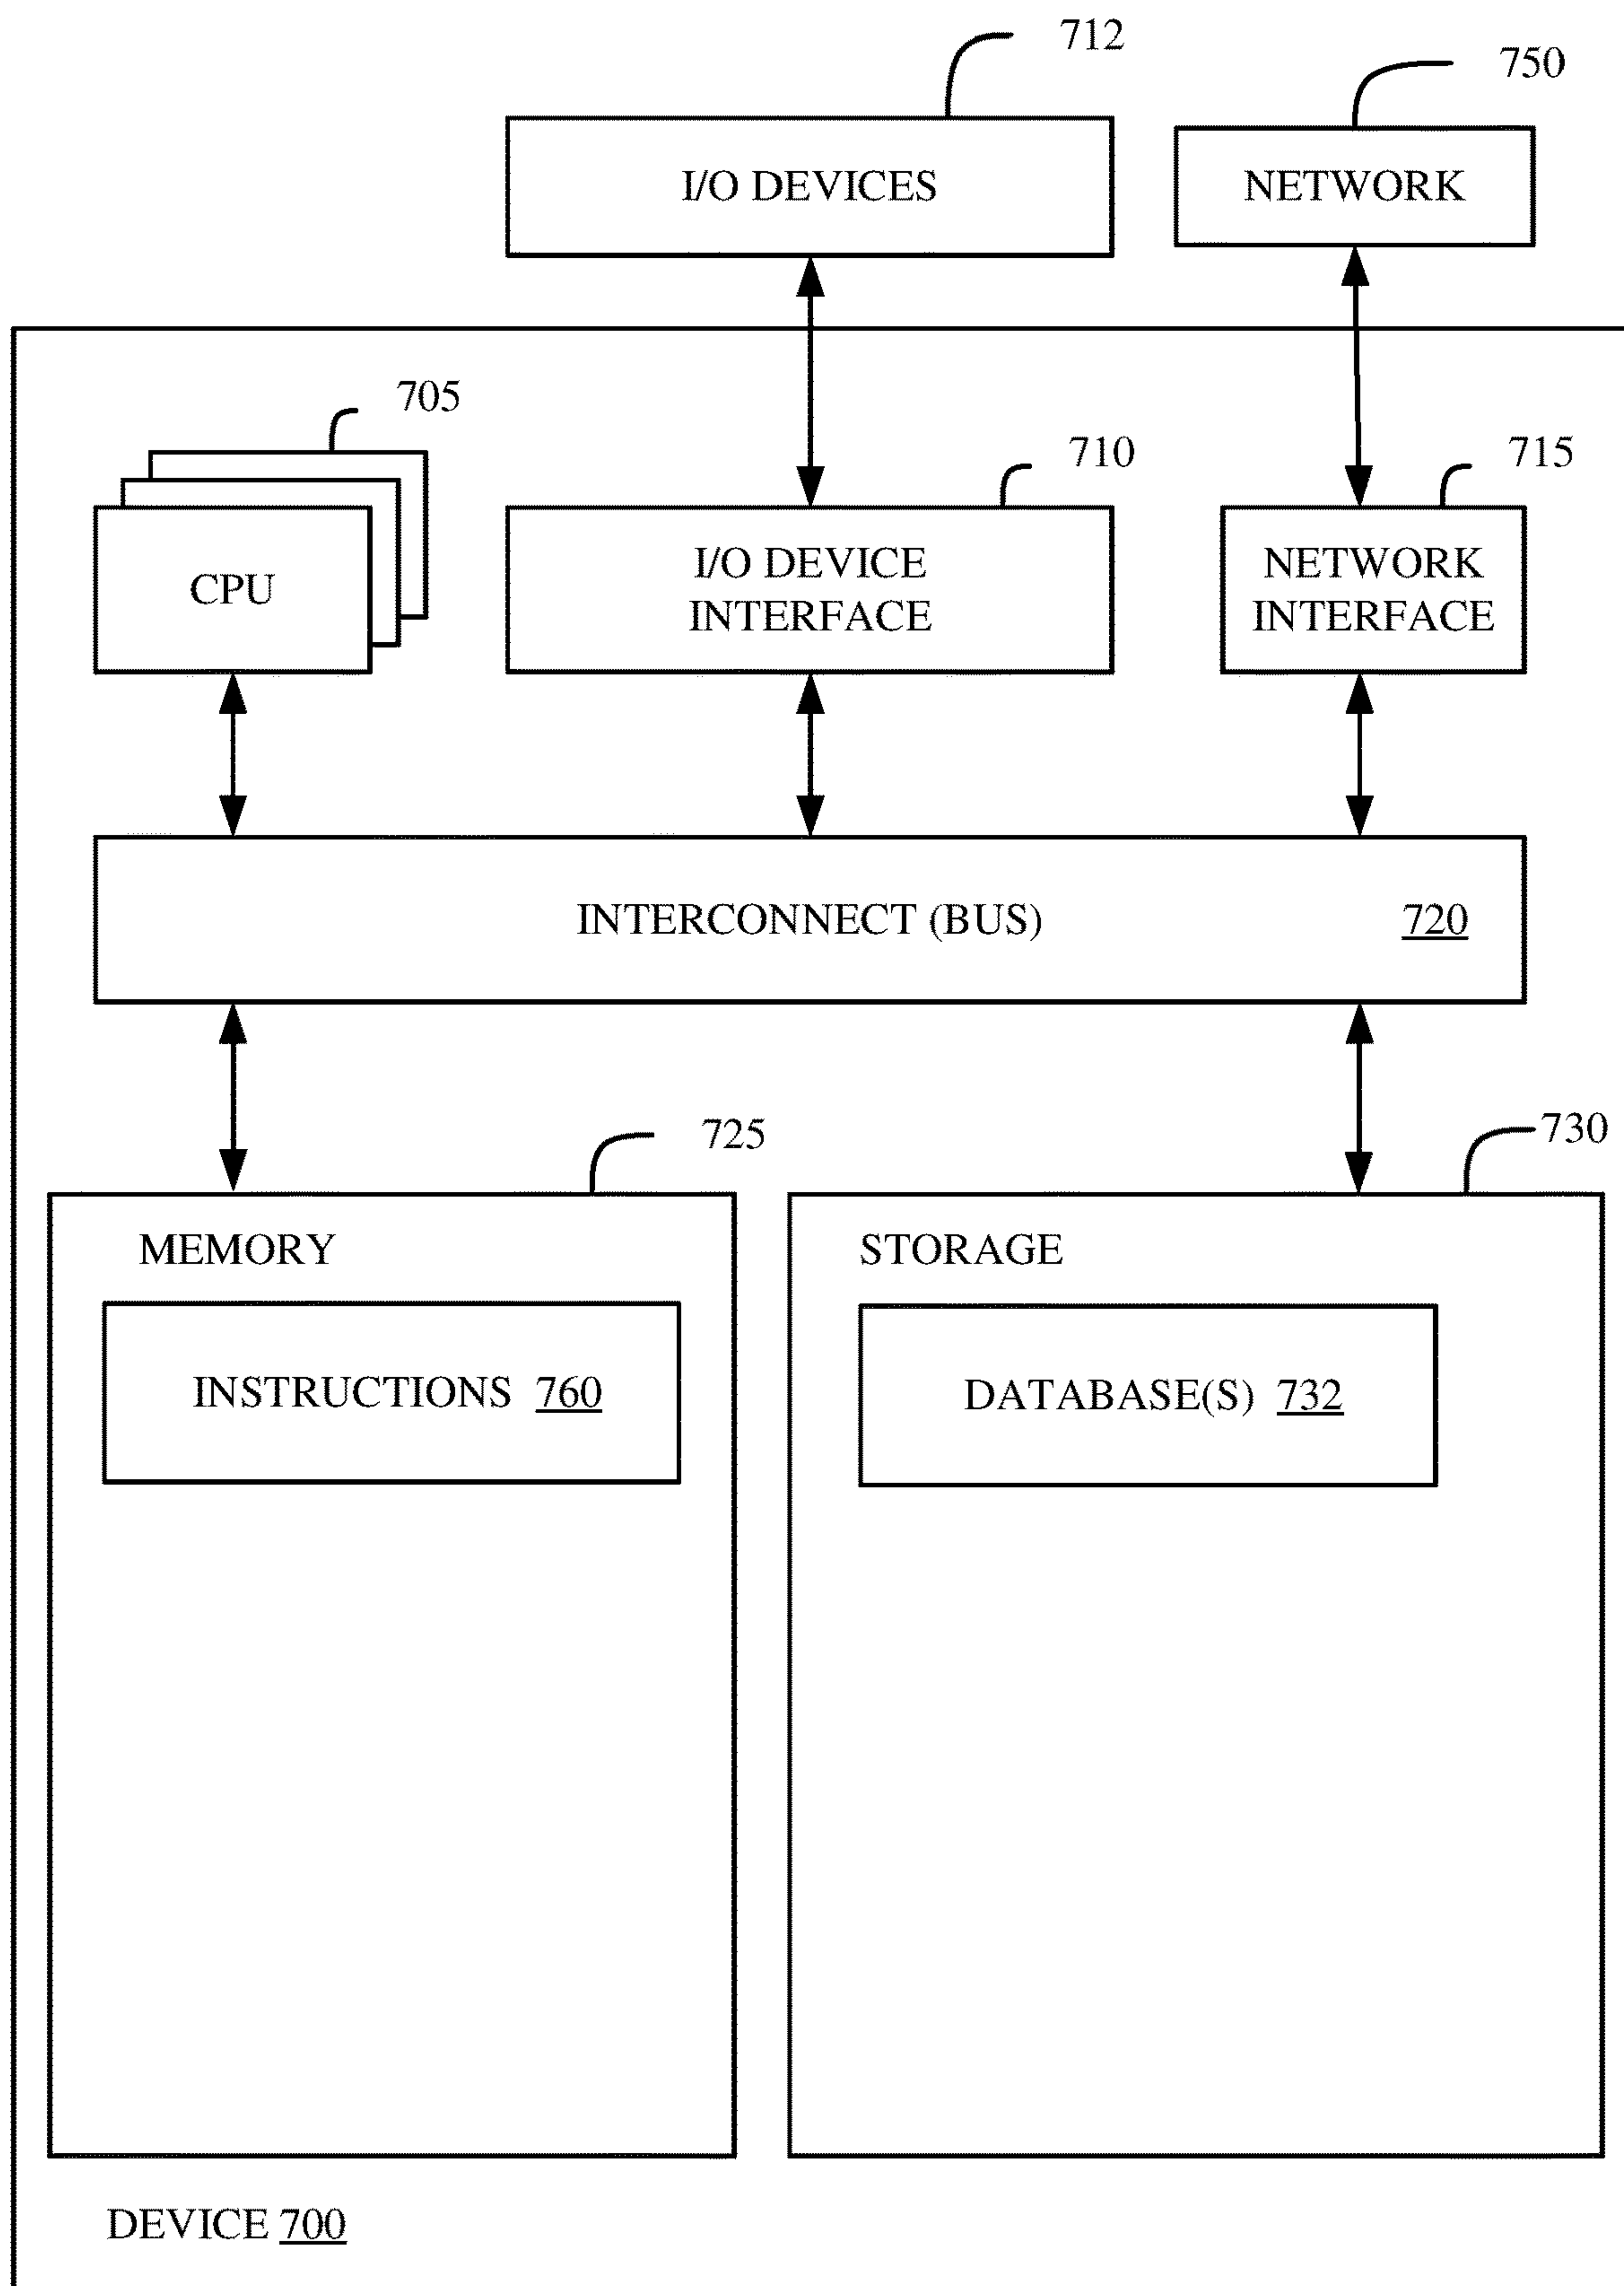 712
750
I/O DEVICES
NETWORK
705
710
715
CPU
I/O DEVICE
INTERFACE
NETWORK
INTERFACE
INTERCONNECT (BUS) 720
725
730
MEMORY
STORAGE
INSTRUCTIONS 760
DATABASE(S) 732
DEVICE 700